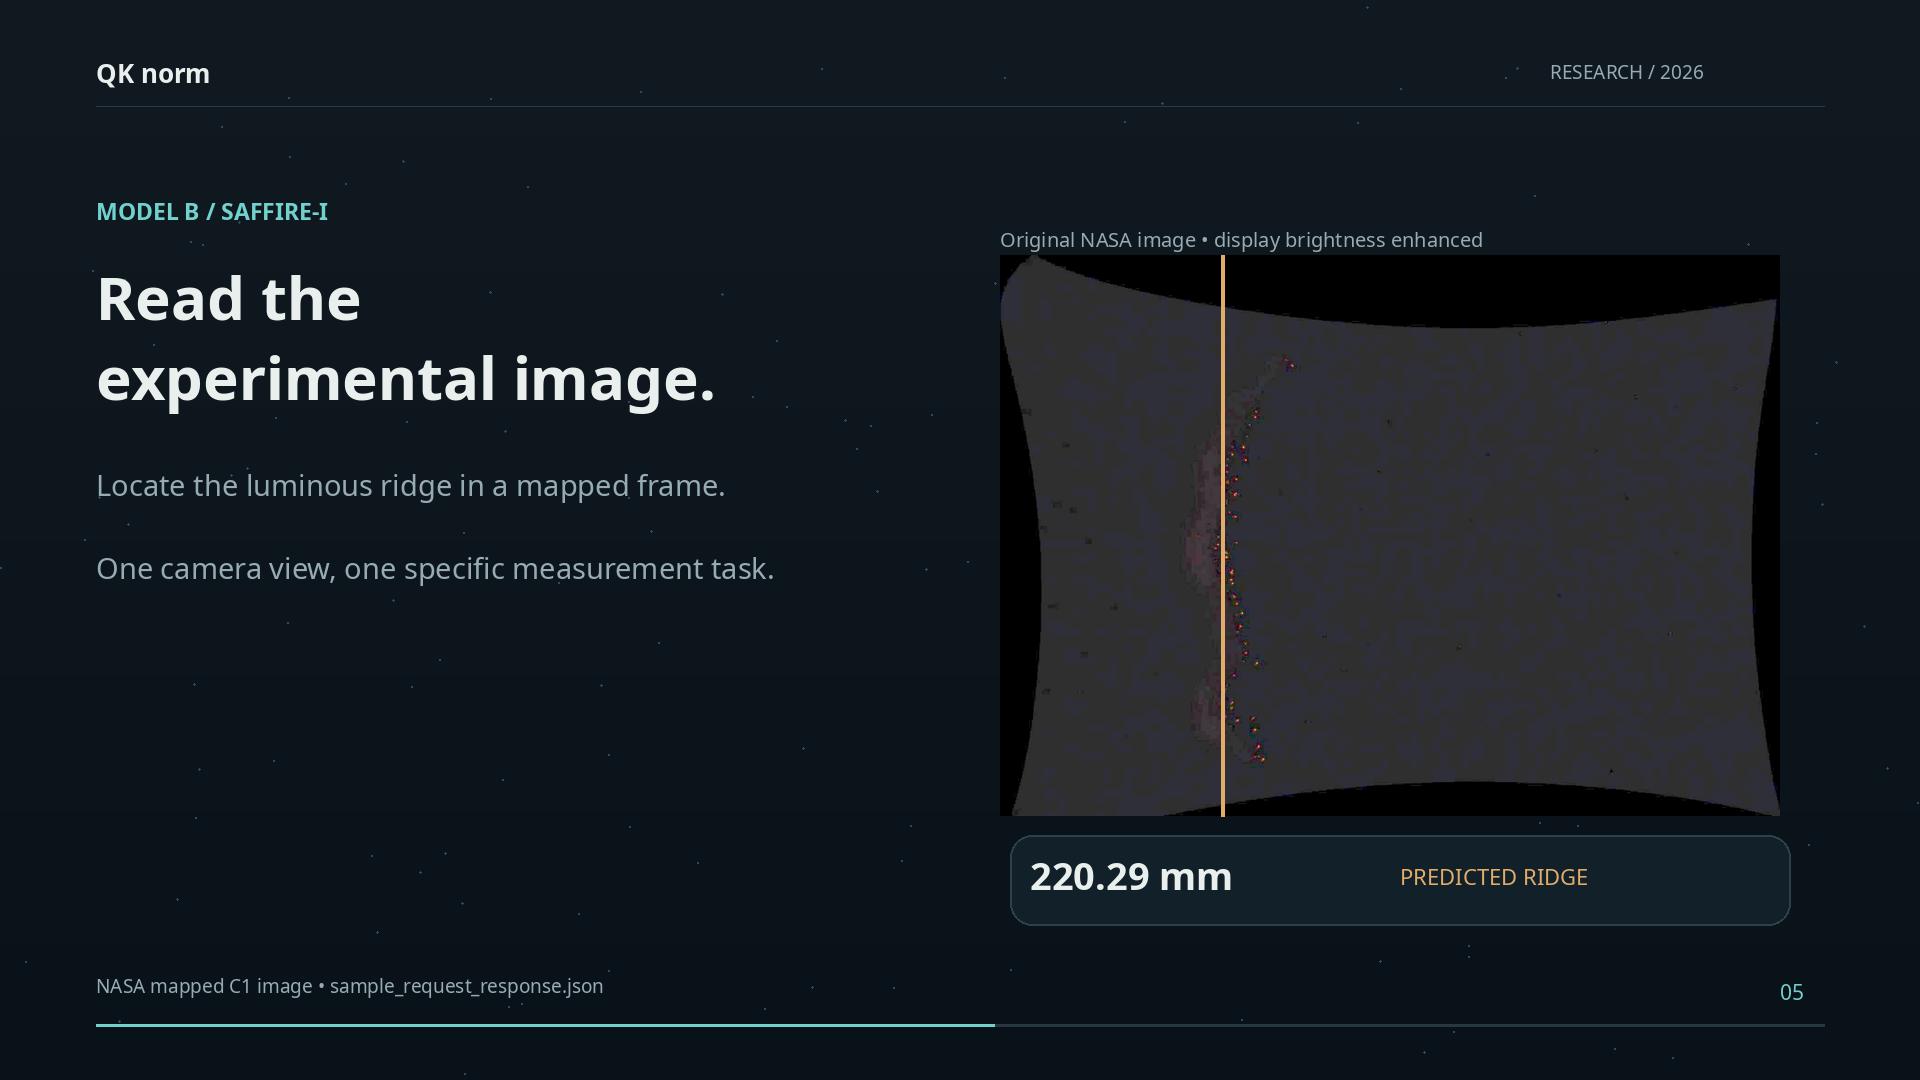 QK norm
RESEARCH / 2026
MODEL B / SAFFIRE-I
Read the
experimental image.
Locate the luminous ridge in a mapped frame.
One camera view, one specific measurement task.
Original NASA image • display brightness enhanced
220.29 mm
PREDICTED RIDGE
NASA mapped C1 image • sample_request_response.json
05